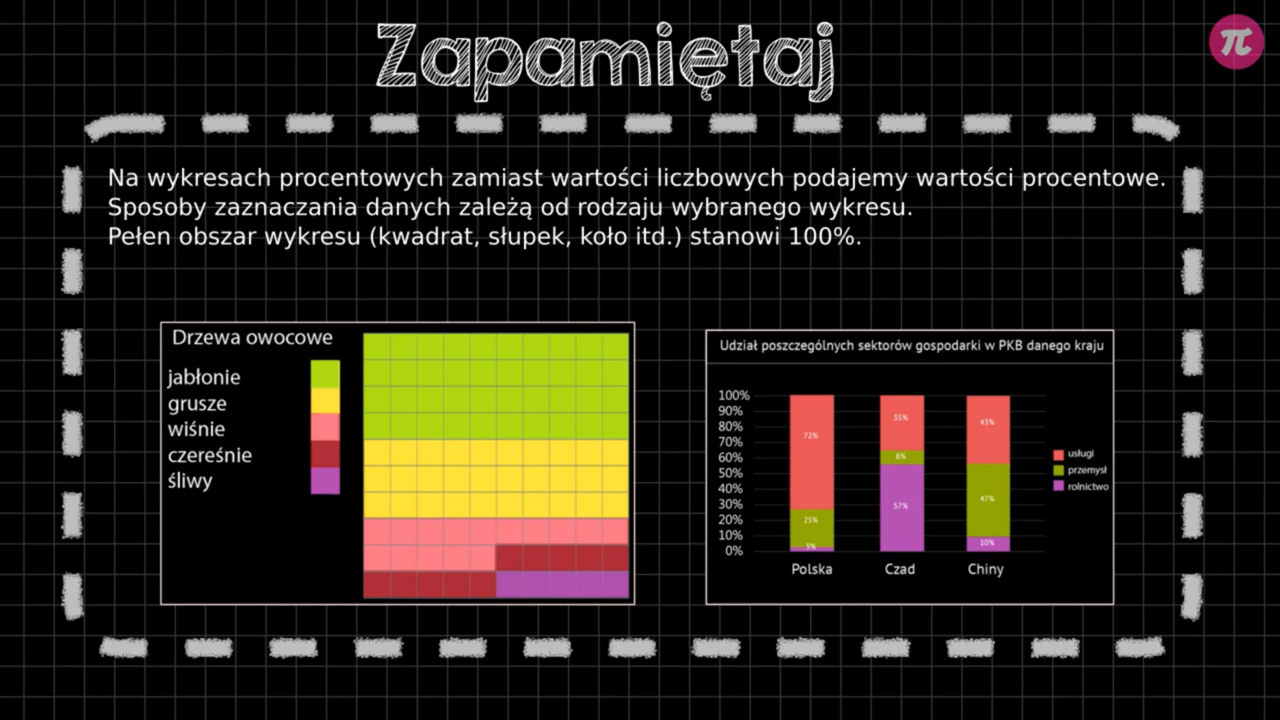 Zapamiętaj
π
Na wykresach procentowych zamiast wartości liczbowych podajemy wartości procentowe.
Sposoby zaznaczania danych zależą od rodzaju wybranego wykresu.
Pełen obszar wykresu (kwadrat, słupek, koło itd.) stanowi 100%.
Drzewa owocowe
jabłonie
grusze
wiśnie
czereśnie
śliwy
Udział poszczególnych sektorów gospodarki w PKB danego kraju
100%
90%
80%
70%
60%
50%
40%
30%
20%
10%
0%
72%
25%
35%
8%
57%
43%
47%
10%
Polska
Czad
Chiny
usługi
przemysł
rolnictwo